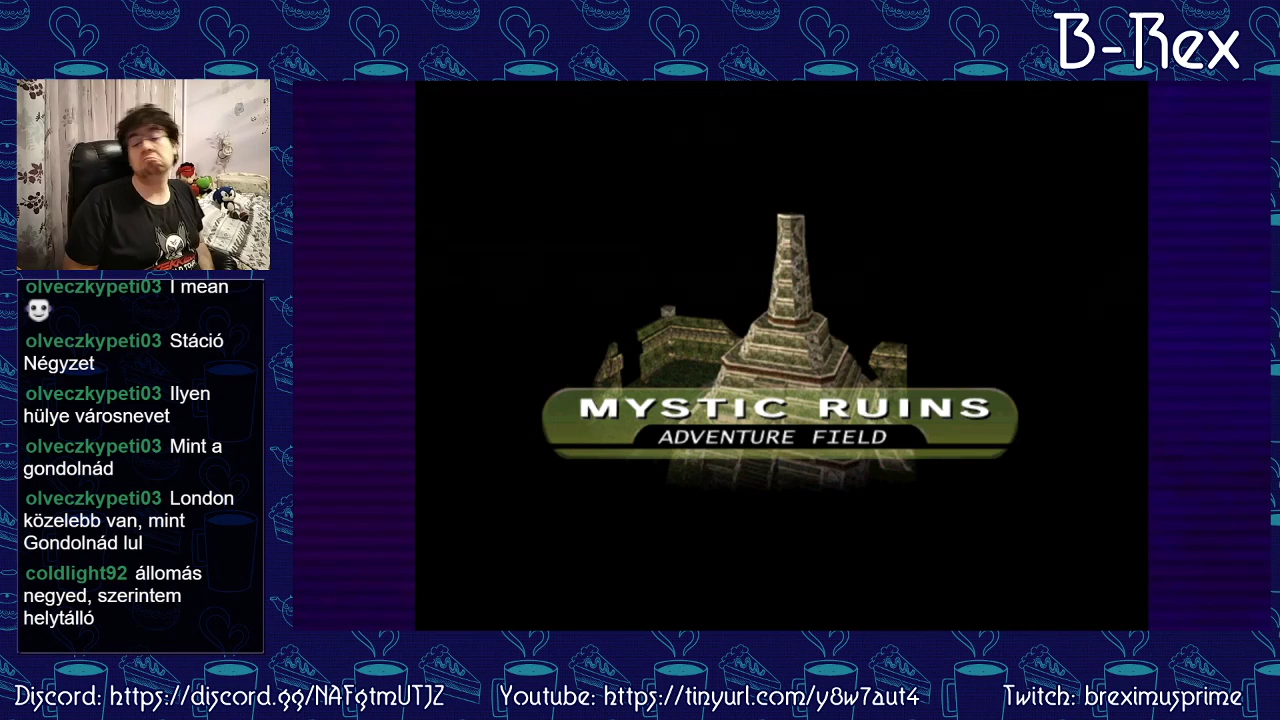 B-Rex
olveczkypeti03 I mean
olveczkypeti03 Stáció
Négyzet
olveczkypeti03 Ilyen
hülye városnevet
olveczkypeti03 Mint a
gondolnád
olveczkypeti03 London
közelebb van, mint
Gondolnád lul
coldlight92 állomás
negyed, szerintem
helytálló
MYSTIC RUINS
ADVENTURE FIELD
Discord: https://discord.gg/NAFgtmUTJZ
Youtube: https://tinyurl.com/y8w7aut4
Twitch: breximusprime